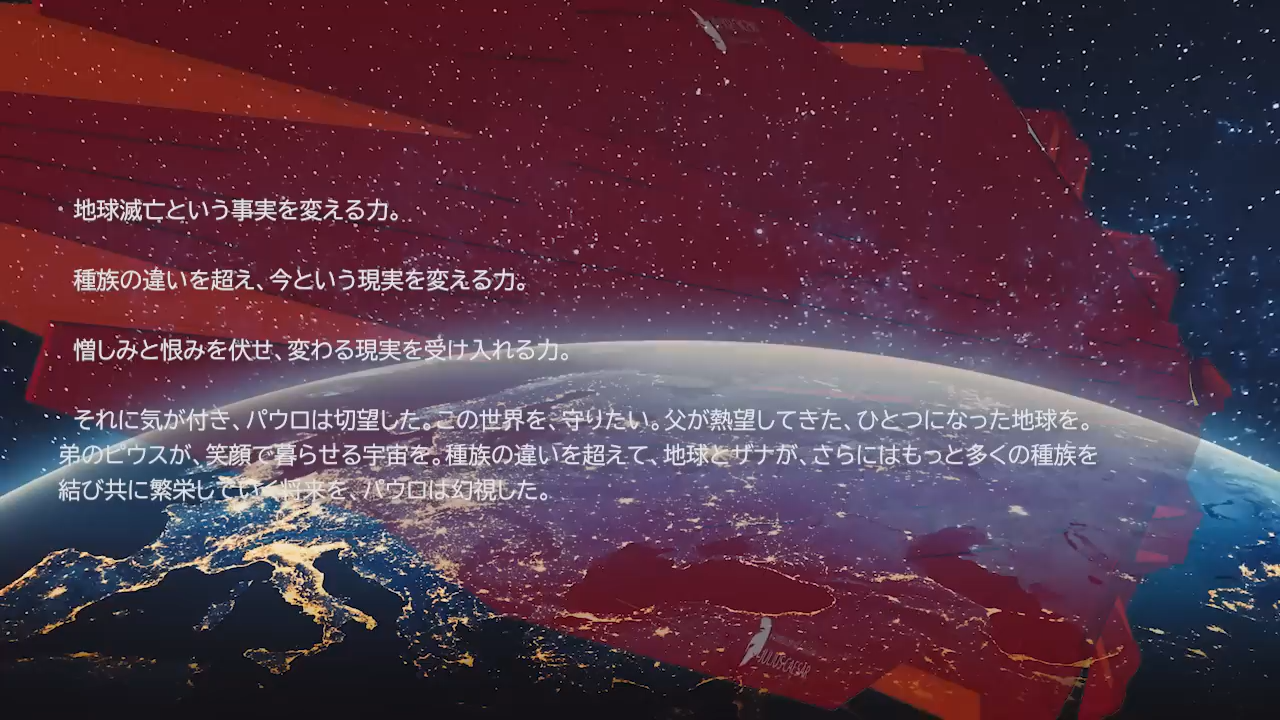 地球滅亡という事実を変える力。
種族の違いを超え、今という現実を変える力。
憎しみと恨みを伏せ、変わる現実を受け入れる力。
それに気が付き、パウロは切望した。この世界を、守りたい。父が熱望してきた、ひとつになった地球を。
弟のピウスが、笑顔で暮らせる宇宙を。種族の違いを超えて、地球とザナが、さらにはもっと多くの種族を
結び共に繁栄していく将来を、パウロは幻視した。
JULIUS CAESAR